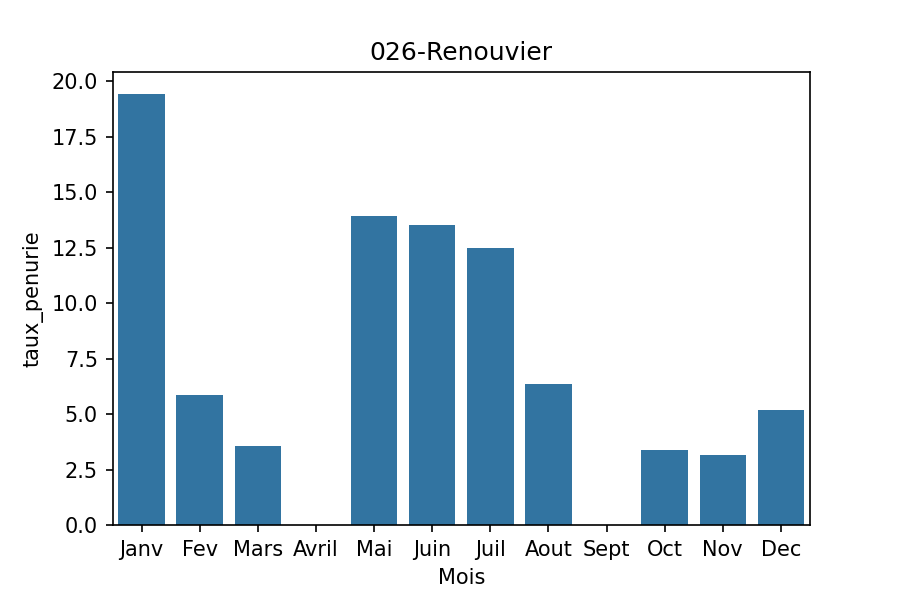 026-Renouvier
20.0
17.5
15.0
12.5
10.0
7.5
5.0
2.5
0.0
taux_penurie
Janv Fev Mars Avril Mai Juin Juil Aout Sept Oct Nov Dec
Mois